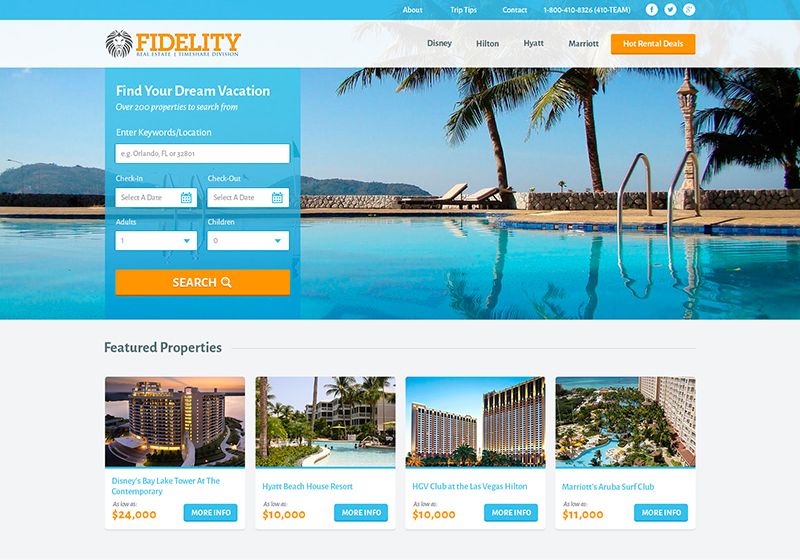 About Trip Tips Contact 1-800-410-8326 (410-TEAM)
FIDELITY
REAL ESTATE | TIMESHARE DIVISION
Disney Hilton Hyatt Marriott Hot Rental Deals
Find Your Dream Vacation
Over 200 properties to search from
Enter Keywords/Location
e.g. Orlando, FL or 32801
Check-In Check-Out
Select A Date Select A Date
Adults Children
1 0
SEARCH
Featured Properties
Disney's Bay Lake Tower At The
Contemporary
As low as:
$24,000 MORE INFO
Hyatt Beach House Resort
As low as:
$10,000 MORE INFO
HGV Club at the Las Vegas Hilton
As low as:
$10,000 MORE INFO
Marriott's Aruba Surf Club
As low as:
$11,000 MORE INFO